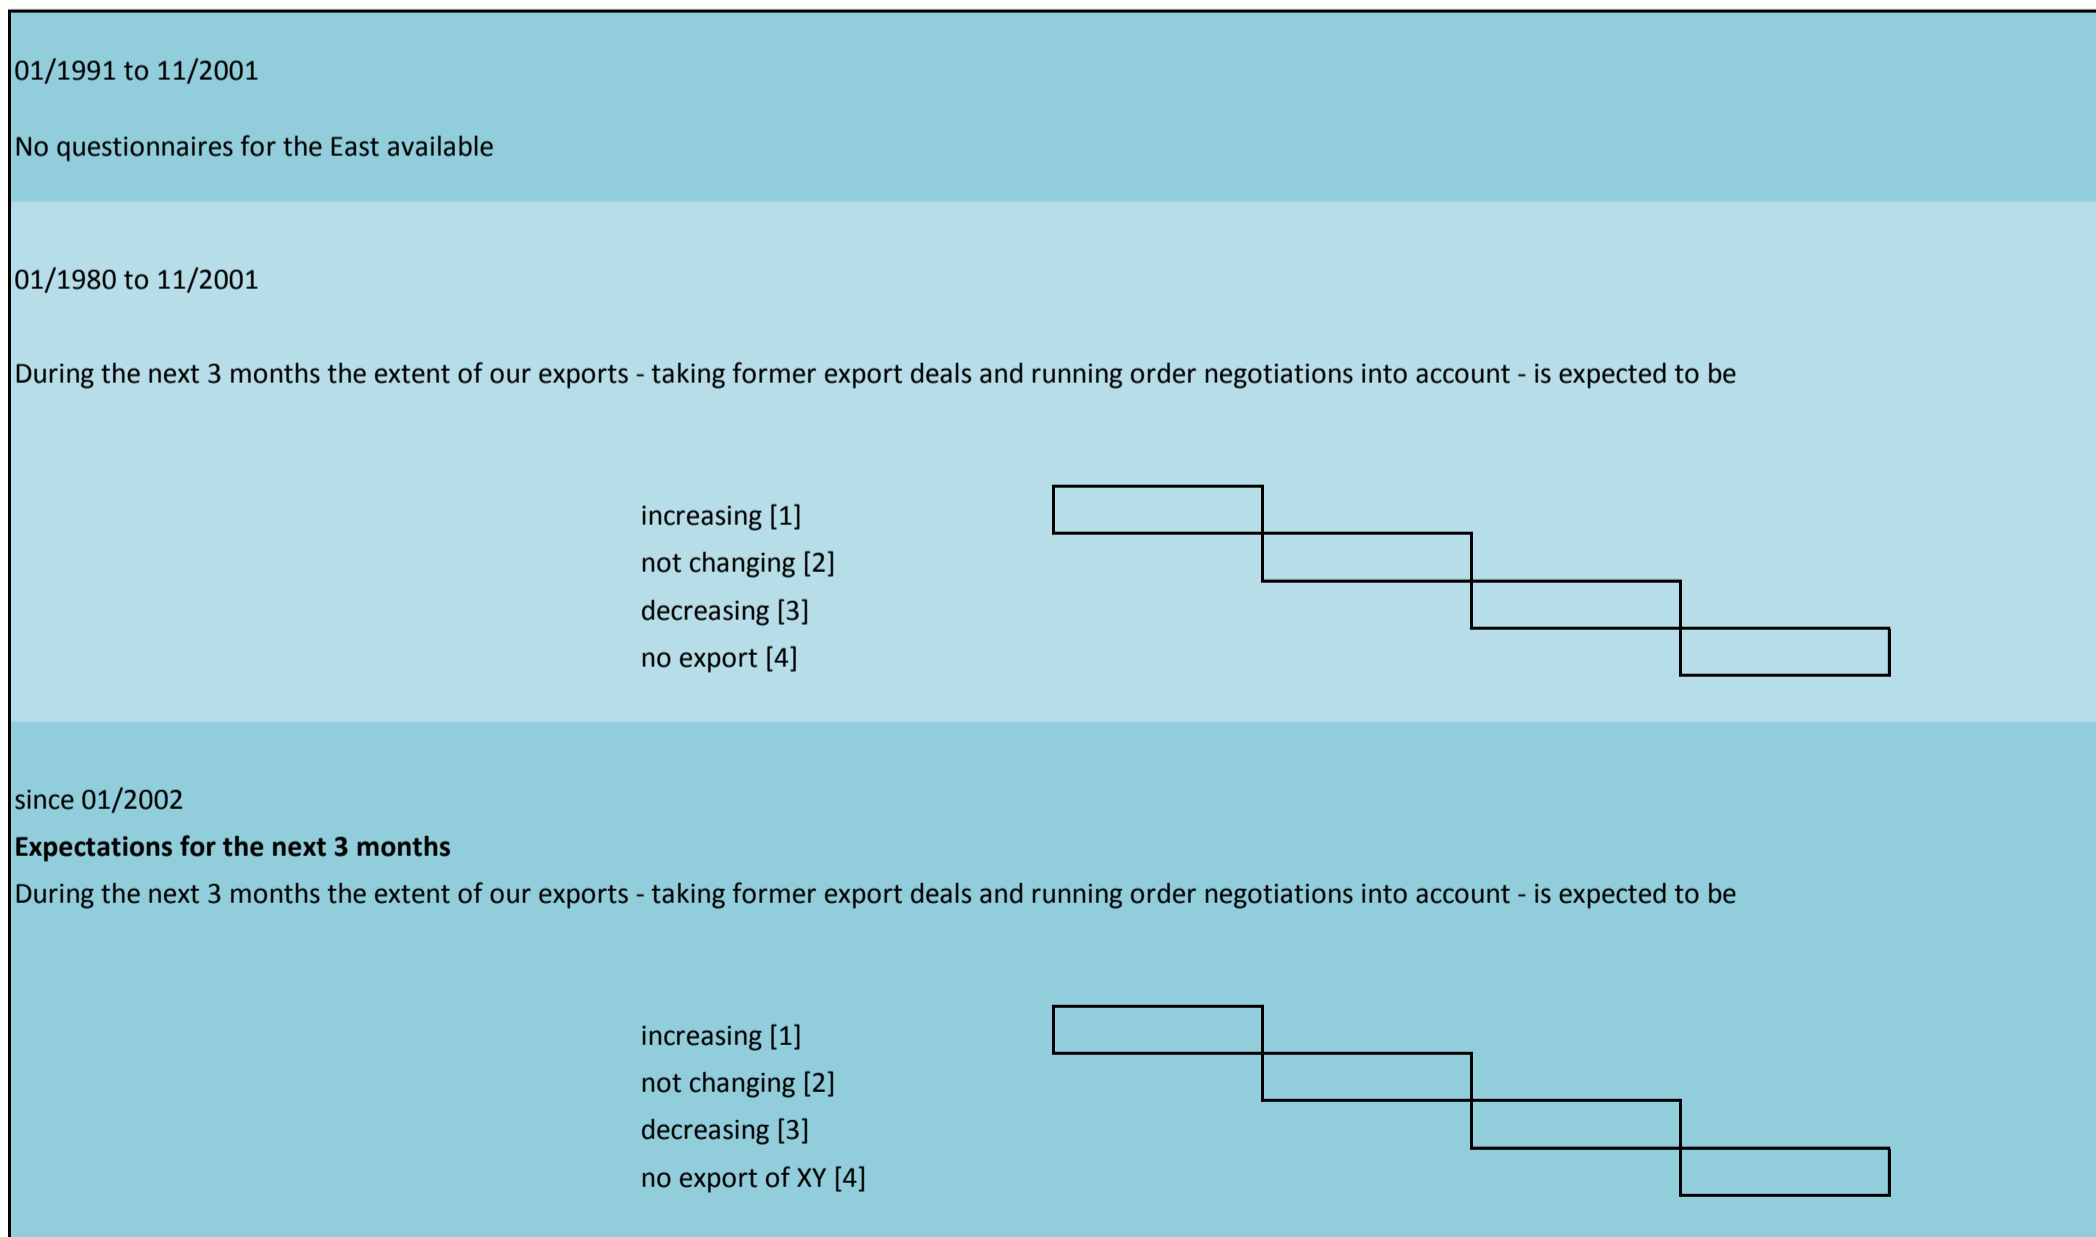 01/1991 to 11/2001
No questionnaires for the East available
01/1980 to 11/2001
During the next 3 months the extent of our exports - taking former export deals and running order negotiations into account - is expected to be
increasing [1]
not changing [2]
decreasing [3]
no export [4]
since 01/2002
Expectations for the next 3 months
During the next 3 months the extent of our exports - taking former export deals and running order negotiations into account - is expected to be
increasing [1]
not changing [2]
decreasing [3]
no export of XY [4]